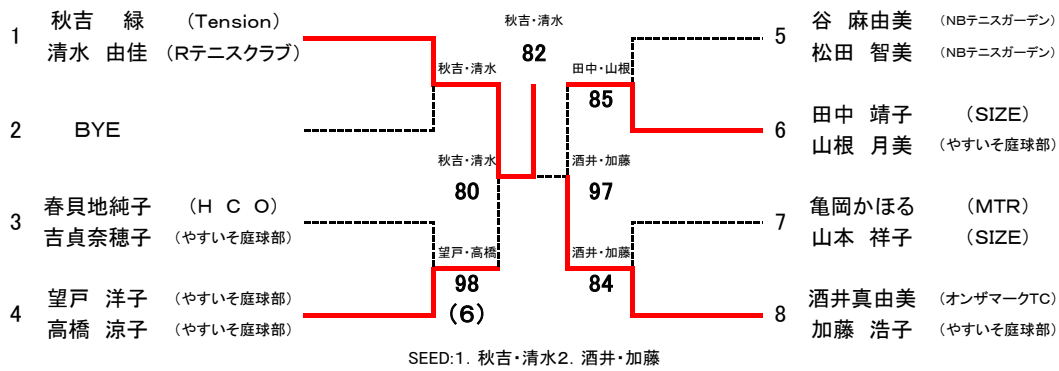 1 秋吉 緑 (Tension)
清水 由佳 (Rテニスクラブ)
2 BYE
3 春貝地純子 (H C O)
吉貞奈穂子 (やすいそ庭球部)
4 望戸 洋子 (やすいそ庭球部)
高橋 涼子 (やすいそ庭球部)
秋吉・清水
望戸・高橋
98
(6)
秋吉・清水
80
秋吉・清水
82
田中・山根
85
酒井・加藤
97
酒井・加藤
84
5 谷 麻由美 (NBテニスガーデン)
松田 智美 (NBテニスガーデン)
6 田中 靖子 (SIZE)
山根 月美 (やすいそ庭球部)
7 亀岡かほる (MTR)
山本 祥子 (SIZE)
8 酒井真由美 (オンザマークTC)
加藤 浩子 (やすいそ庭球部)
SEED:1. 秋吉・清水2. 酒井・加藤